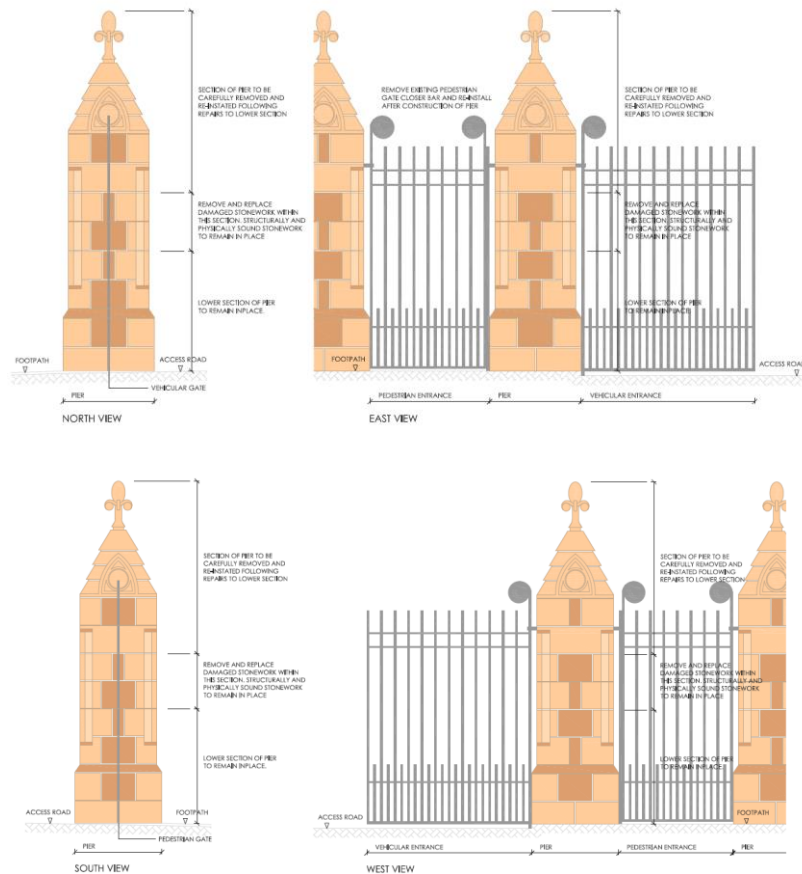 SECTION OF PIER TO BE
CAREFULLY REMOVED AND
RE-INSTATED FOLLOWING
REPAIRS TO LOWER SECTION
REMOVE AND REPLACE
DAMAGED STONEWORK WITHIN
THIS SECTION. STRUCTURALLY AND
PHYSICALLY SOUND STONEWORK
TO REMAIN IN PLACE
LOWER SECTION OF PIER
TO REMAIN INPLACE.
FOOTPATH
ACCESS ROAD
VEHICULAR GATE
PIER
NORTH VIEW
REMOVE EXISTING PEDESTRIAN
GATE CLOSER BAR AND RE-INSTALL
AFTER CONSTRUCTION OF PIER
SECTION OF PIER TO BE
CAREFULLY REMOVED AND
RE-INSTATED FOLLOWING
REPAIRS TO LOWER SECTION
REMOVE AND REPLACE
DAMAGED STONEWORK WITHIN
THIS SECTION. STRUCTURALLY AND
PHYSICALLY SOUND STONEWORK
TO REMAIN IN PLACE
LOWER SECTION OF PIER
TO REMAIN INPLACE.
FOOTPATH
ACCESS ROAD
PEDESTRIAN ENTRANCE
PIER
VEHICULAR ENTRANCE
EAST VIEW
SECTION OF PIER TO BE
CAREFULLY REMOVED AND
RE-INSTATED FOLLOWING
REPAIRS TO LOWER SECTION
REMOVE AND REPLACE
DAMAGED STONEWORK WITHIN
THIS SECTION. STRUCTURALLY AND
PHYSICALLY SOUND STONEWORK
TO REMAIN IN PLACE
LOWER SECTION OF PIER
TO REMAIN INPLACE.
ACCESS ROAD
FOOTPATH
PEDESTRIAN GATE
PIER
SOUTH VIEW
SECTION OF PIER TO BE
CAREFULLY REMOVED AND
RE-INSTATED FOLLOWING
REPAIRS TO LOWER SECTION
REMOVE AND REPLACE
DAMAGED STONEWORK WITHIN
THIS SECTION. STRUCTURALLY AND
PHYSICALLY SOUND STONEWORK
TO REMAIN IN PLACE
LOWER SECTION OF PIER
TO REMAIN INPLACE.
ACCESS ROAD
FOOTPATH
VEHICULAR ENTRANCE
PIER
PEDESTRIAN ENTRANCE
PIER
WEST VIEW